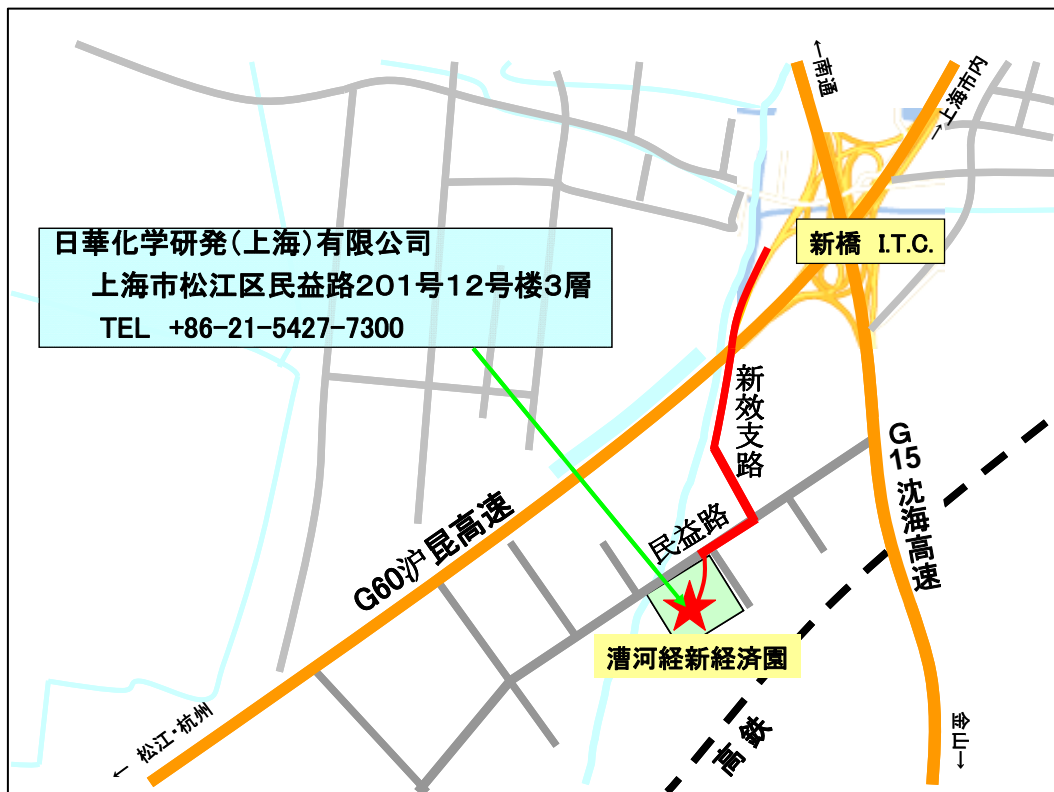 ←南通
→上海市内
日華化学研発(上海)有限公司
上海市松江区民益路201号12号楼3層
TEL +86-21-5427-7300
新橋 I.T.C.
新效支路
G15沈海高速
民益路
G60沪昆高速
漕河経新経済園
高鉄
← 松江・杭州
金山→